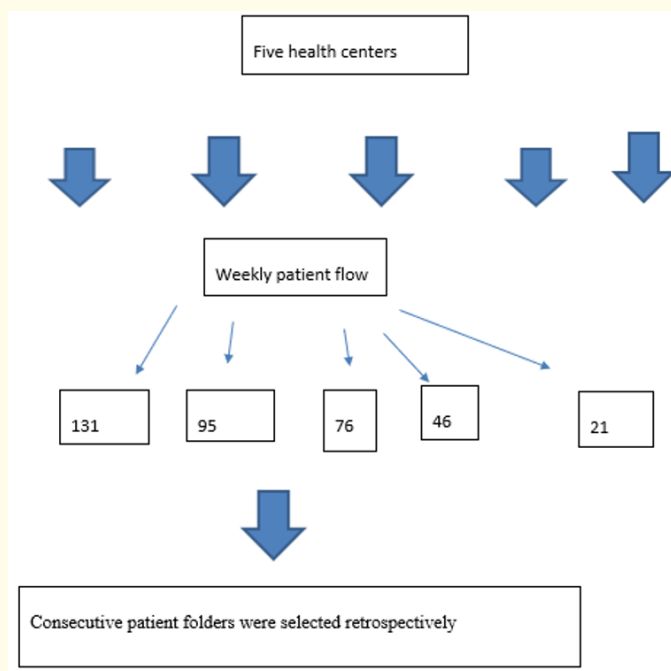 Five health centers
Weekly patient flow
131
95
76
46
21
Consecutive patient folders were selected retrospectively